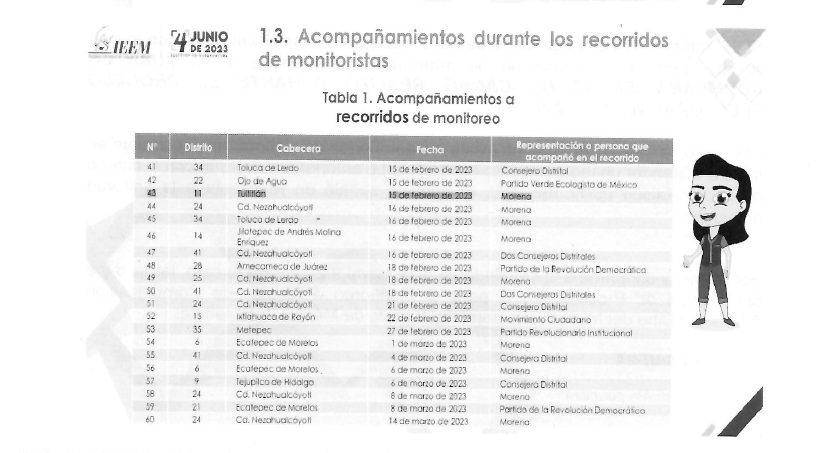 IEEM
4 JUNIO
DE 2023
1.3. Acompañamientos durante los recorridos
de monitoristas
Tabla 1. Acompañamientos a
recorridos de monitoreo
N° Distrito Cabecera Fecha Representación o persona que
acompañó en el recorrido
41 34 Toluca de Lerdo 15 de febrero de 2023 Consejero Distrital
42 22 Ojo de Agua 15 de febrero de 2023 Partido Verde Ecologista de México
43 11 Tultitlán 15 de febrero de 2023 Morena
44 24 Cd. Nezahualcóyotl 16 de febrero de 2023 Morena
45 34 Toluca de Lerdo 16 de febrero de 2023 Morena
46 14 Jilotepec de Andrés Molina
Enríquez 16 de febrero de 2023 Morena
47 41 Cd. Nezahualcóyotl 16 de febrero de 2023 Dos Consejeros Distritales
48 28 Amecameca de Juárez 18 de febrero de 2023 Partido de la Revolución Democrática
49 25 Cd. Nezahualcóyotl 18 de febrero de 2023 Morena
50 41 Cd. Nezahualcóyotl 18 de febrero de 2023 Dos Consejeras Distritales
51 24 Cd. Nezahualcóyotl 21 de febrero de 2023 Consejero Distrital
52 15 Ixtlahuaca de Rayón 22 de febrero de 2023 Movimiento Ciudadano
53 35 Metepec 27 de febrero de 2023 Partido Revolucionario Institucional
54 6 Ecatepec de Morelos 1 de marzo de 2023 Morena
55 41 Cd. Nezahualcóyotl 4 de marzo de 2023 Consejera Distrital
56 6 Ecatepec de Morelos 6 de marzo de 2023 Morena
57 9 Tejupilco de Hidalgo 6 de marzo de 2023 Consejera Distrital
58 24 Cd. Nezahualcóyotl 8 de marzo de 2023 Morena
59 21 Ecatepec de Morelos 8 de marzo de 2023 Partido de la Revolución Democrática
60 24 Cd. Nezahualcóyotl 14 de marzo de 2023 Morena